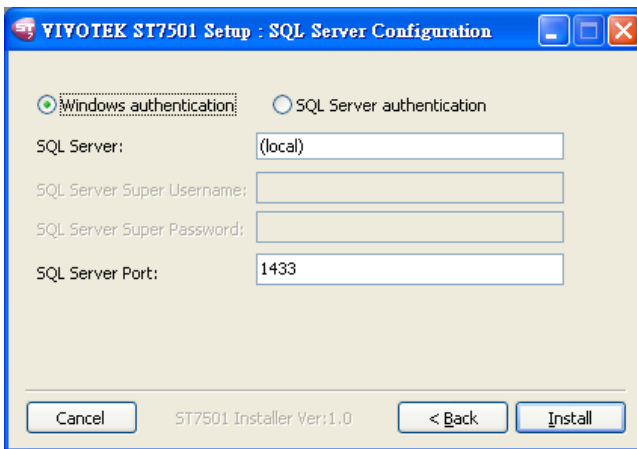 VIVOTEK ST7501 Setup : SQL Server Configuration
Windows authentication
SQL Server authentication
SQL Server: (local)
SQL Server Super Username:
SQL Server Super Password:
SQL Server Port: 1433
Cancel
ST7501 Installer Ver:1.0
< Back
Install